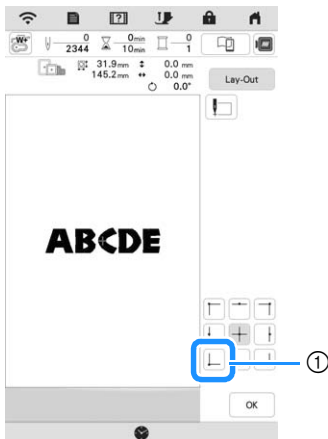 W+
0
2344
0min
10min
0
1
31.9mm 0.0 mm
145.2mm 0.0 mm
0.0°
Lay-Out
ABCDE
①
OK